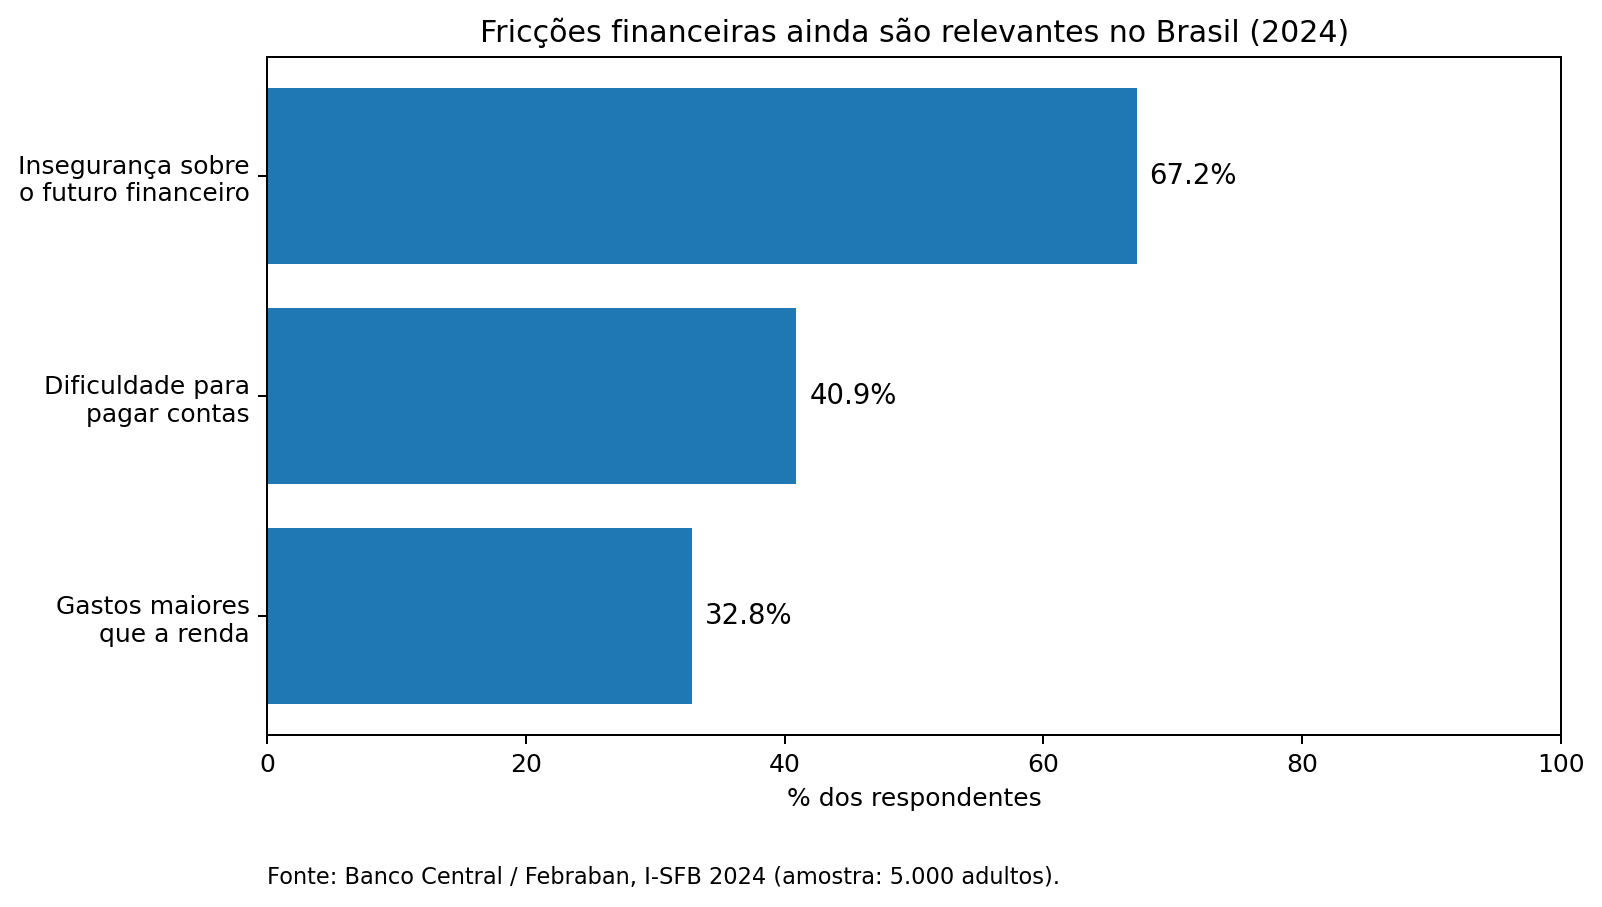 Fricções financeiras ainda são relevantes no Brasil (2024)
Insegurança sobre
o futuro financeiro
67.2%
Dificuldade para
pagar contas
40.9%
Gastos maiores
que a renda
32.8%
0 20 40 60 80 100
% dos respondentes
Fonte: Banco Central / Febraban, I-SFB 2024 (amostra: 5.000 adultos).